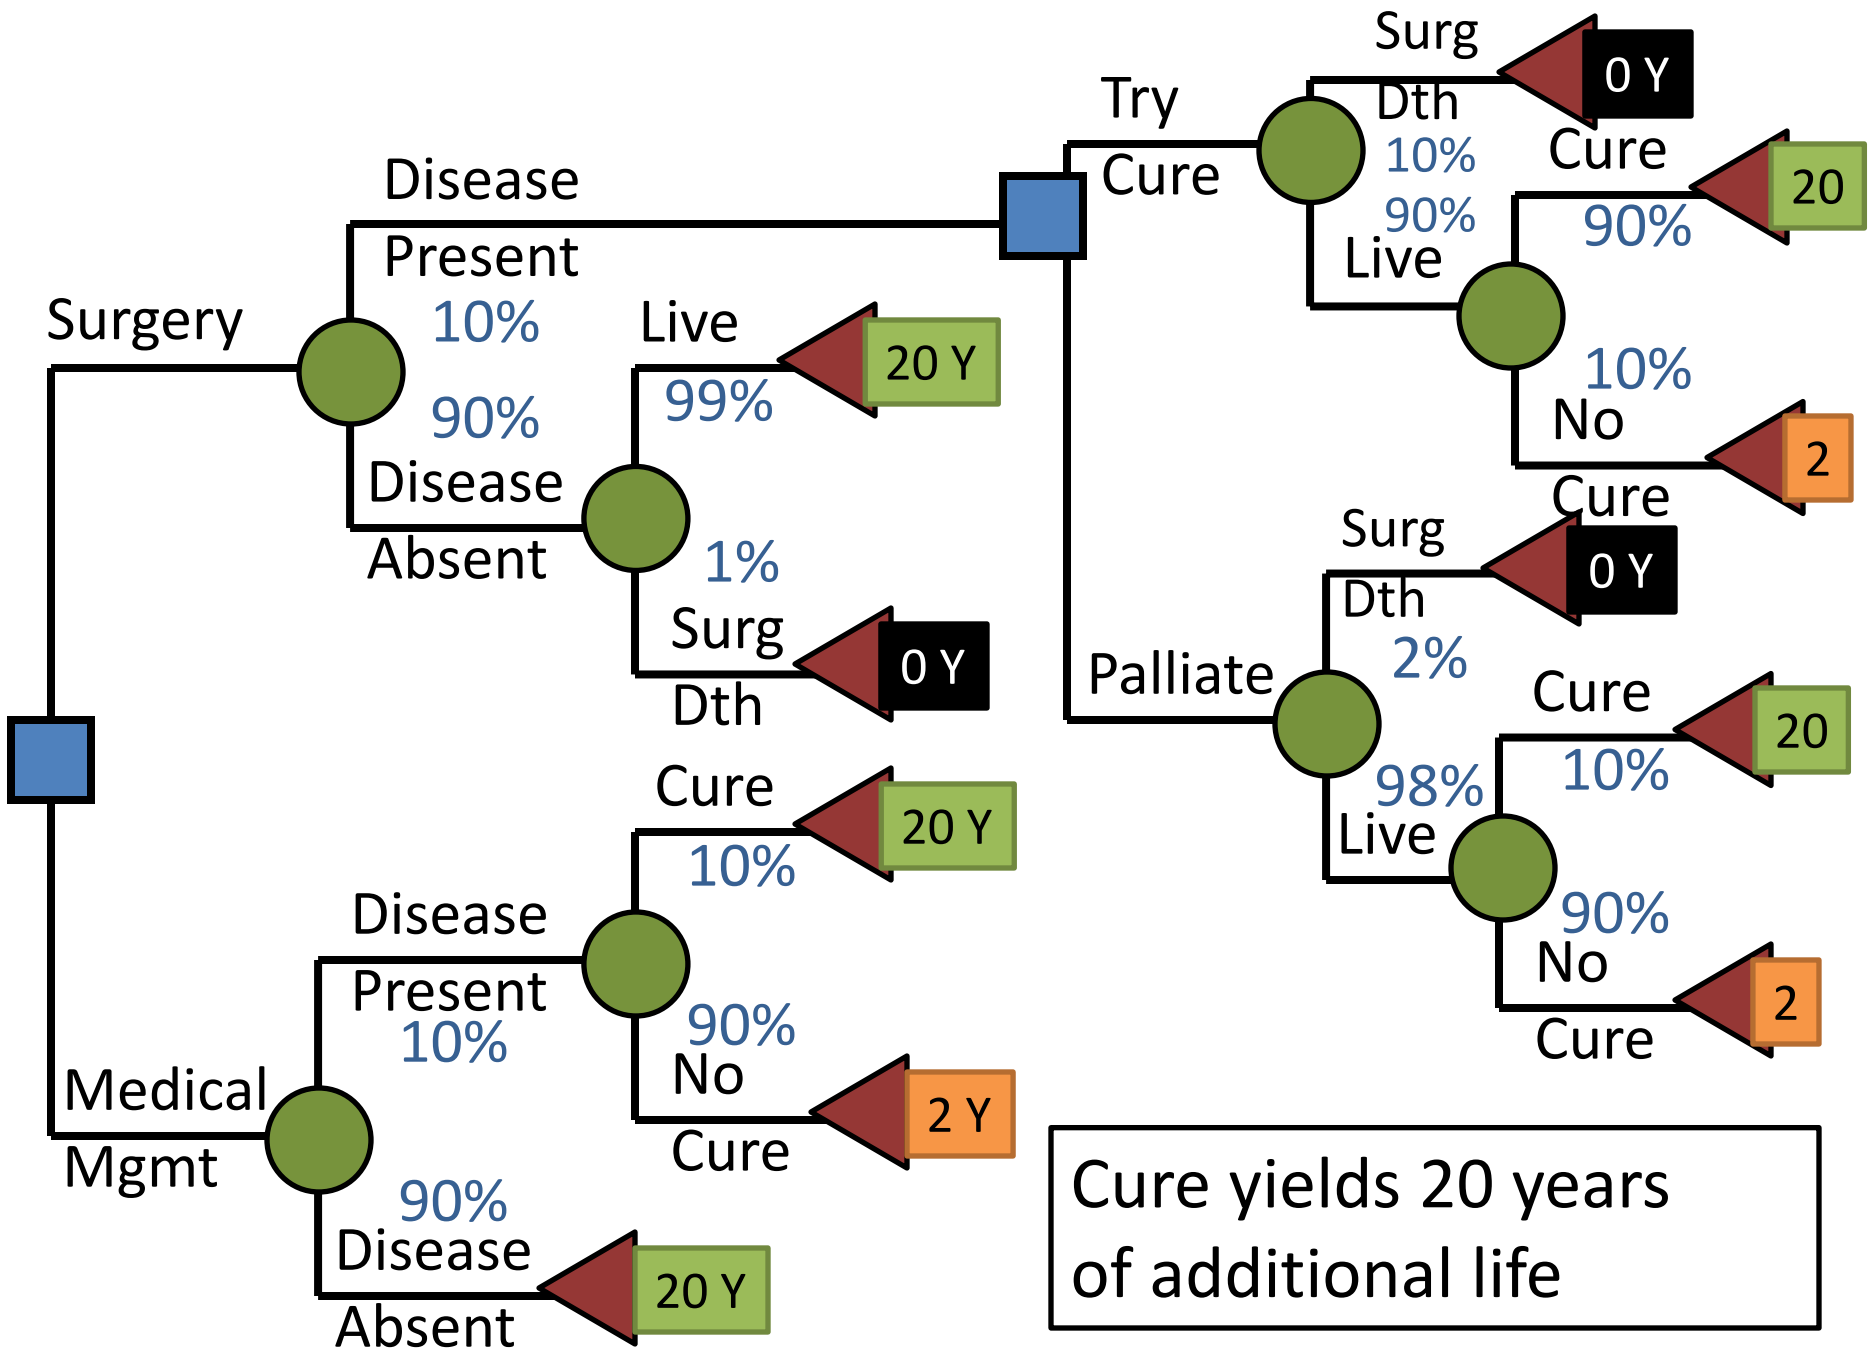 Surgery
Disease
Present
10%
90%
Disease
Absent
Live
99%
20 Y
1%
Surg
Dth
0 Y
Try
Cure
Surg
Dth
10%
0 Y
90%
Live
Cure
90%
20
10%
No
Cure
2
Palliate
Surg
Dth
2%
0 Y
98%
Live
Cure
10%
20
90%
No
Cure
2
Medical
Mgmt
Disease
Present
10%
Cure
10%
20 Y
90%
No
Cure
2 Y
90%
Disease
Absent
20 Y
Cure yields 20 years
of additional life